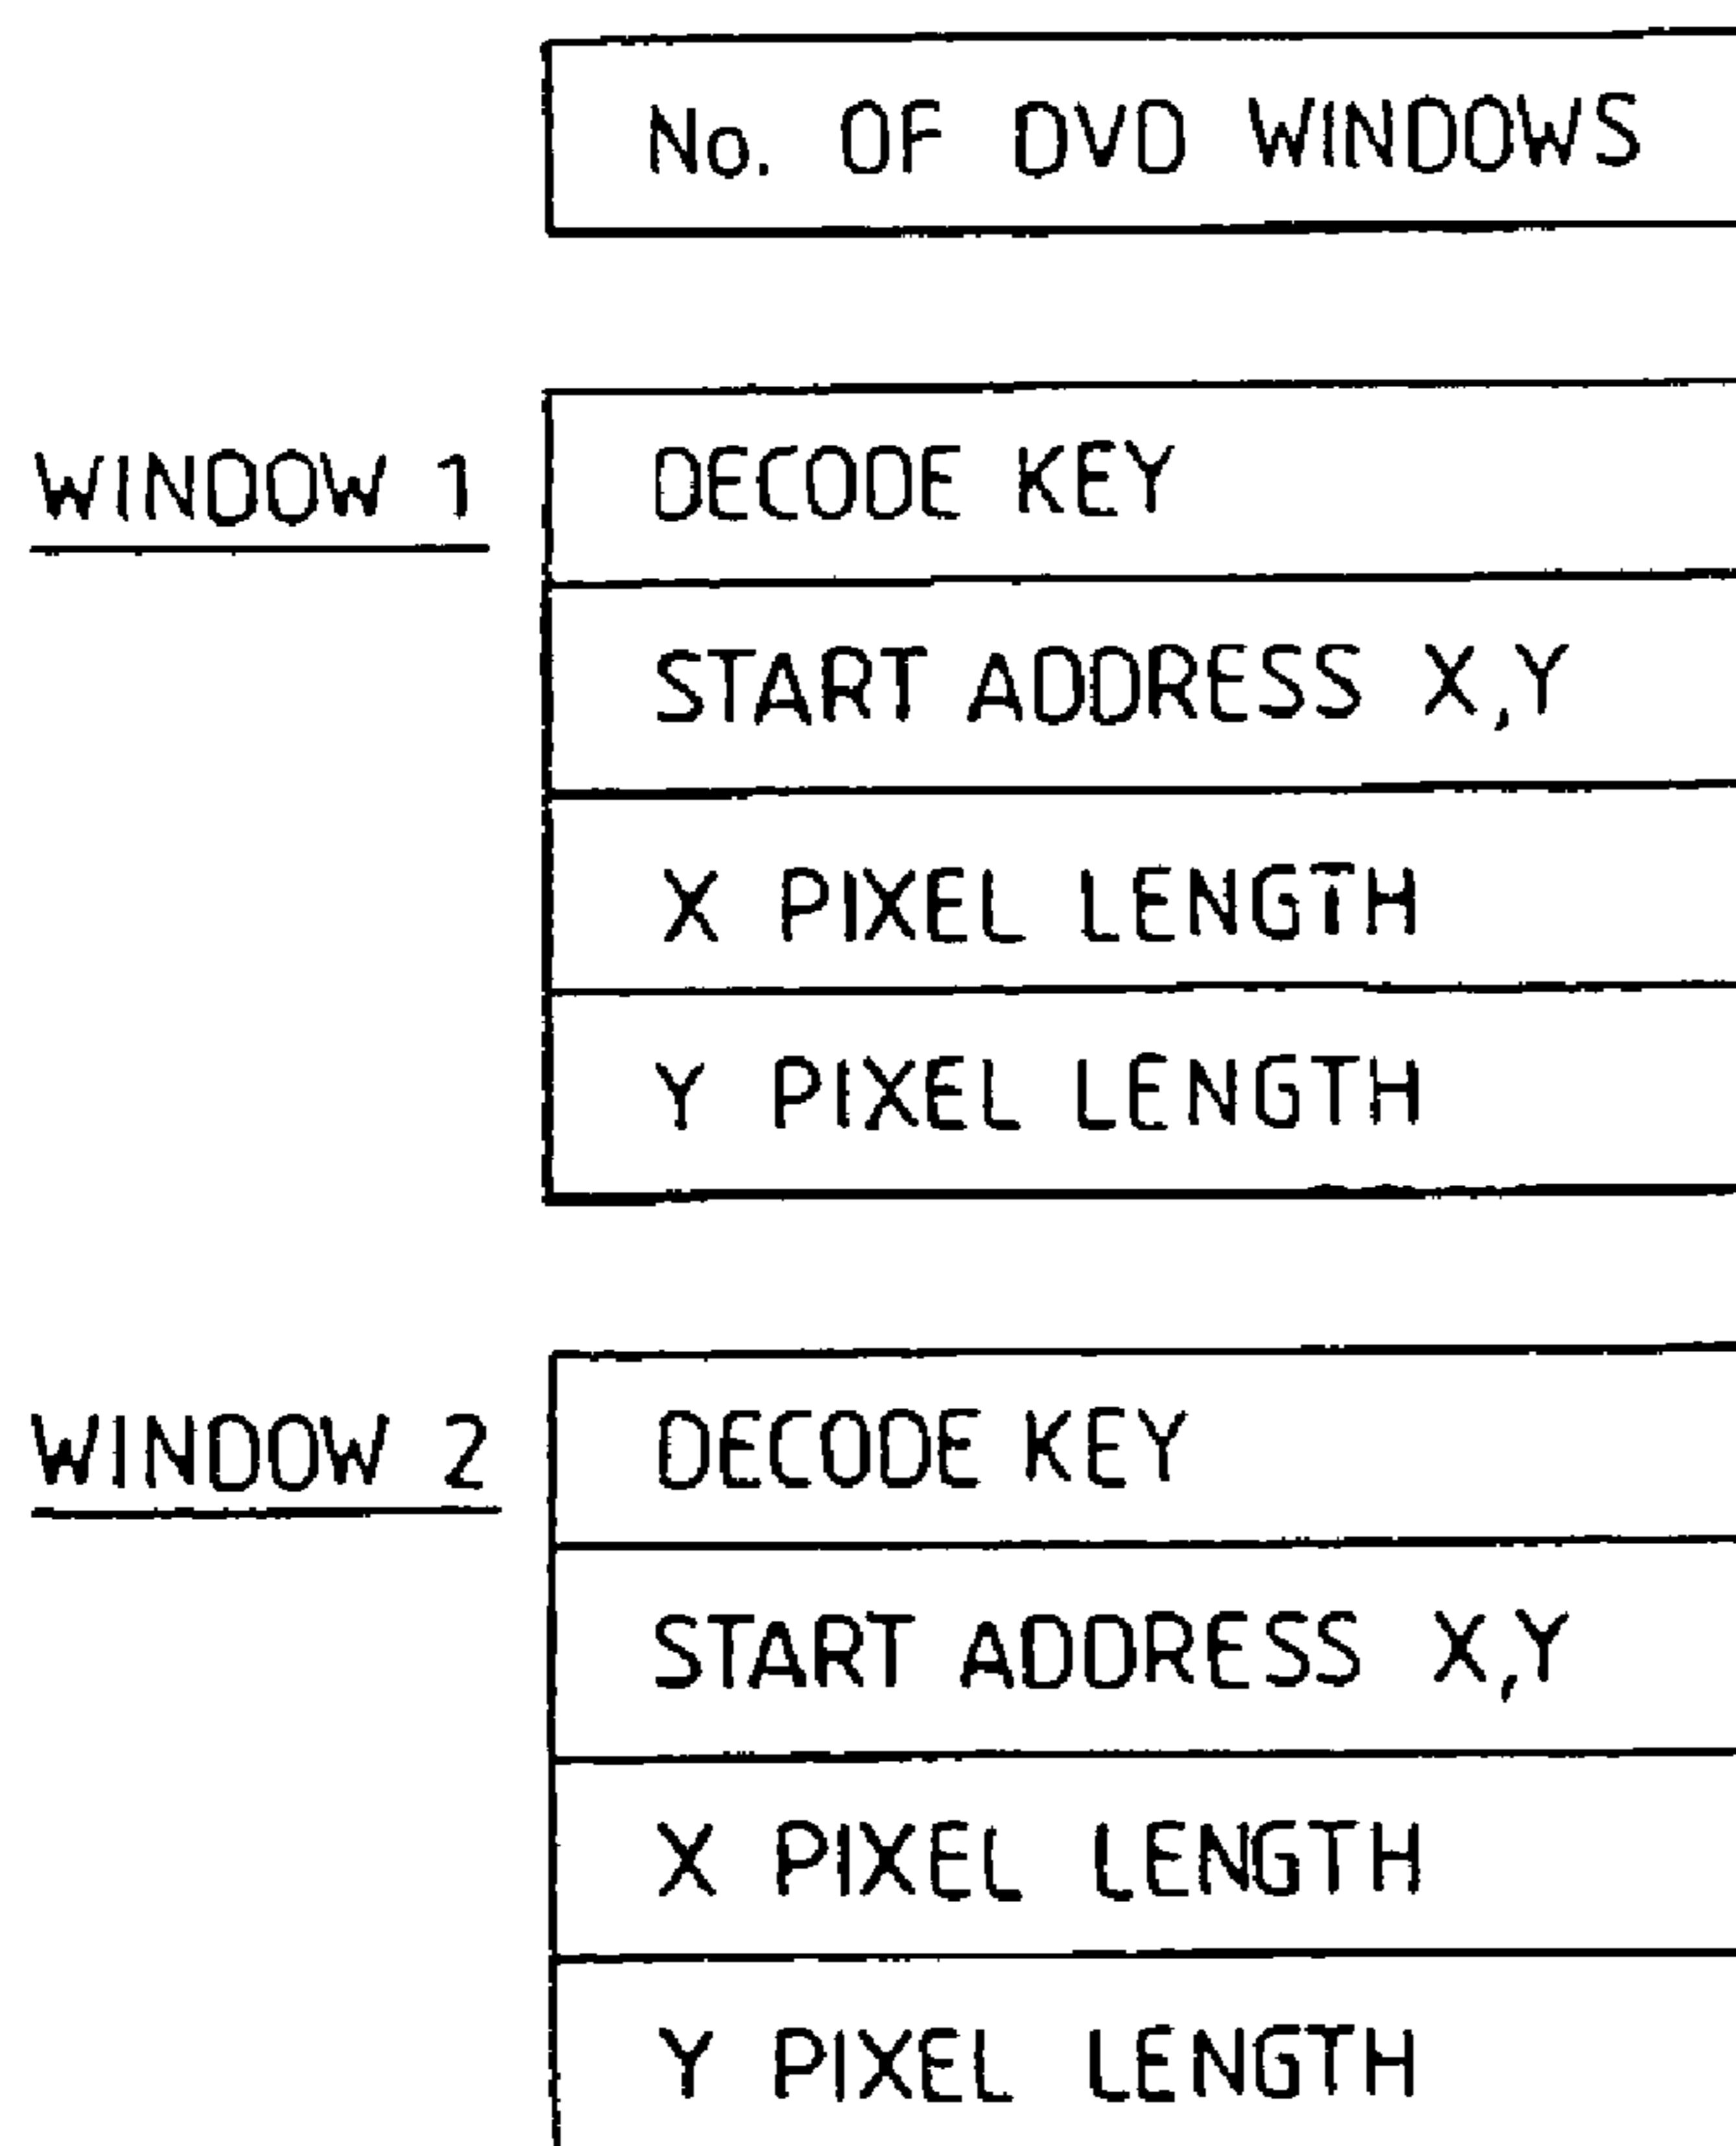 No. OF DVD WINDOWS
WINDOW 1
DECODE KEY
START ADDRESS X,Y
X PIXEL LENGTH
Y PIXEL LENGTH
WINDOW 2
DECODE KEY
START ADDRESS X,Y
X PIXEL LENGTH
Y PIXEL LENGTH